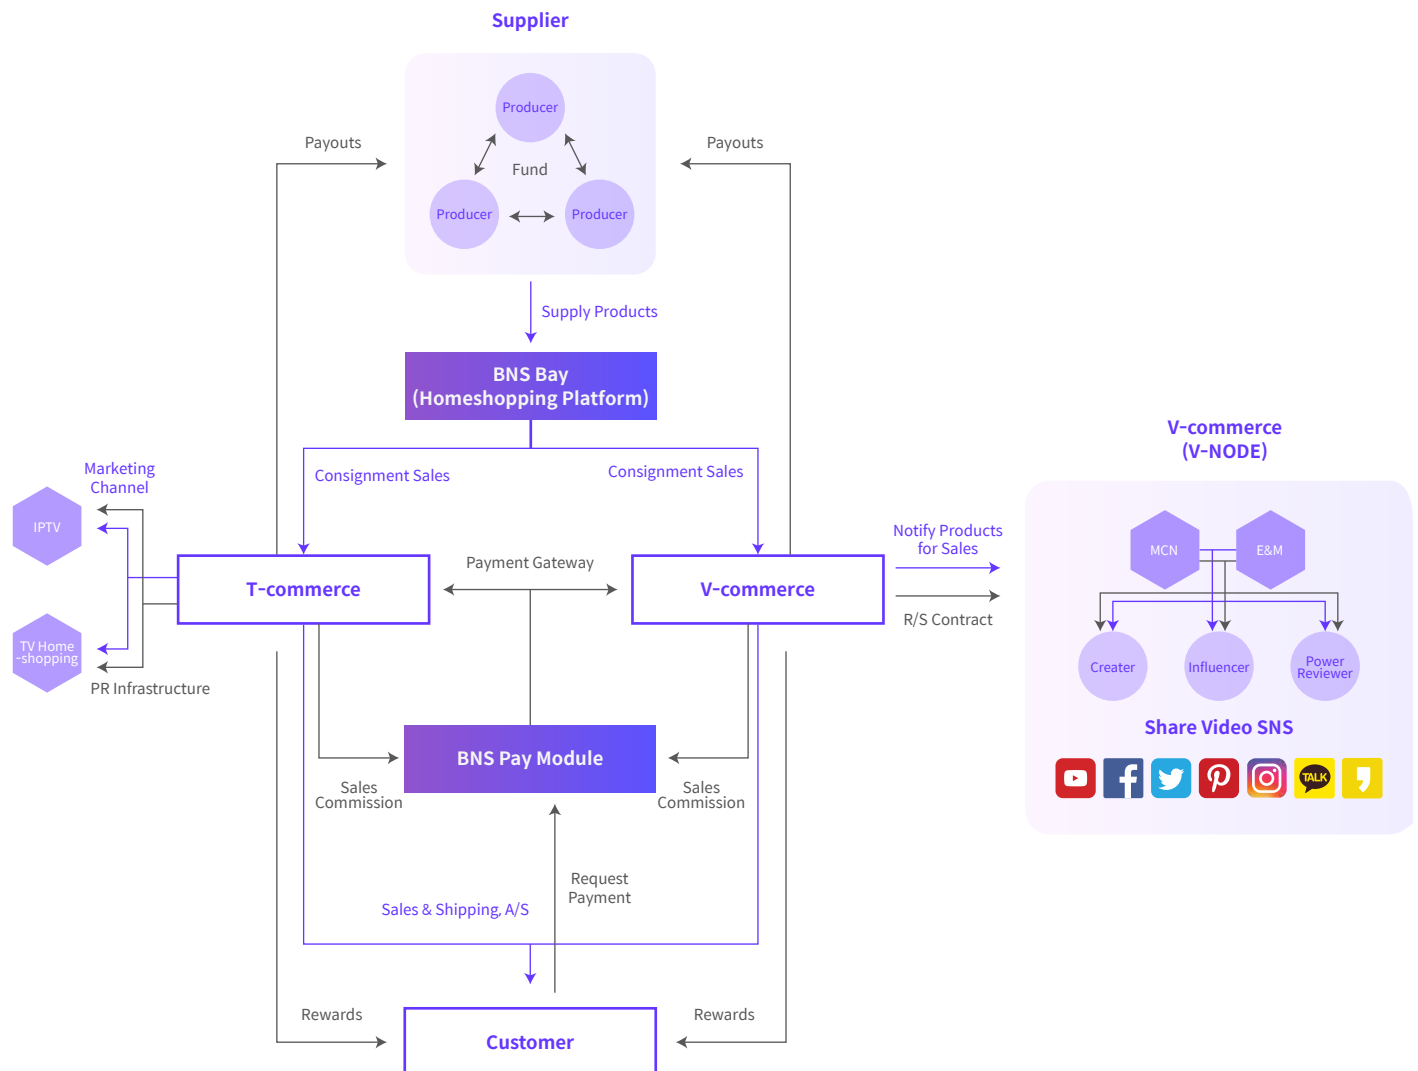 Supplier
Producer
Payouts
Payouts
Fund
Producer
Producer
Supply Products
BNS Bay
(Homeshopping Platform)
Consignment Sales
Consignment Sales
Marketing
Channel
IPTV
TV Home
-shopping
PR Infrastructure
T-commerce
Payment Gateway
V-commerce
Notify Products
for Sales
R/S Contract
V-commerce
(V-NODE)
MCN
E&M
Creater
Influencer
Power
Reviewer
Share Video SNS
TALK
BNS Pay Module
Sales
Commission
Sales
Commission
Request
Payment
Sales & Shipping, A/S
Rewards
Rewards
Customer